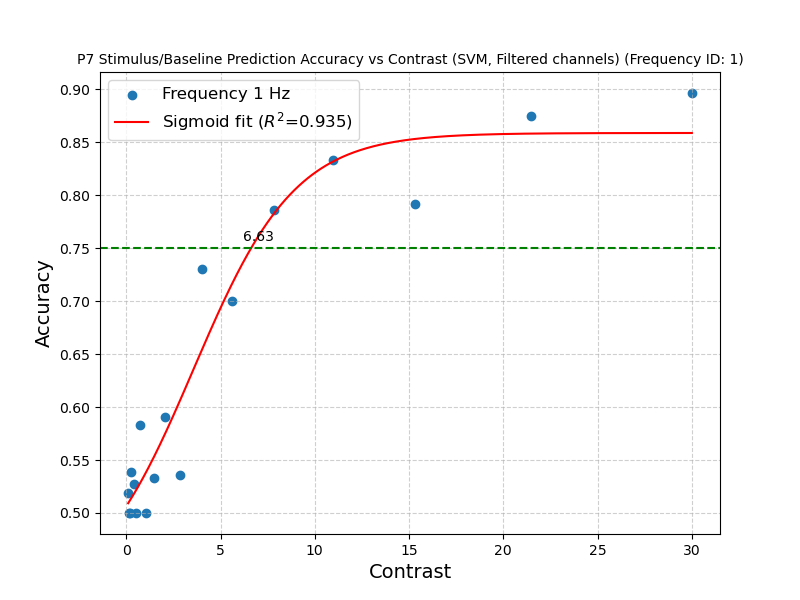 P7 Stimulus/Baseline Prediction Accuracy vs Contrast (SVM, Filtered channels) (Frequency ID: 1)
Frequency 1 Hz
Sigmoid fit (R²=0.935)
0.90
0.85
0.80
0.75
0.70
0.65
0.60
0.55
0.50
6.63
Accuracy
0 5 10 15 20 25 30
Contrast